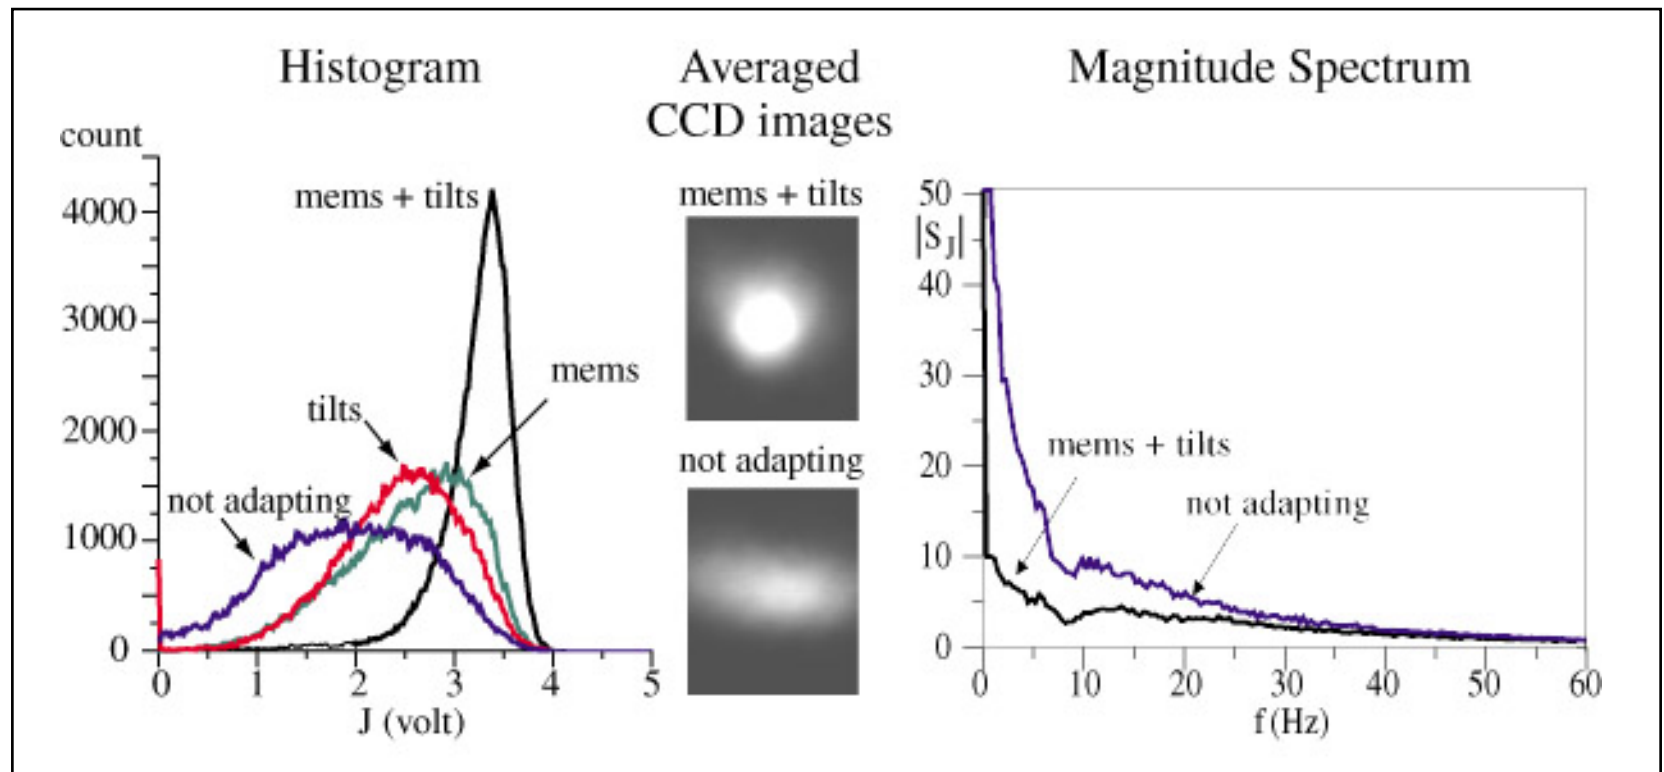 Histogram
count
4000
3000
2000
1000
0
mems + tilts
mems
tilts
not adapting
0 1 2 3 4 5
J (volt)
Averaged
CCD images
mems + tilts
not adapting
Magnitude Spectrum
50
|S_J|
40
30
20
10
0
mems + tilts
not adapting
0 10 20 30 40 50 60
f (Hz)